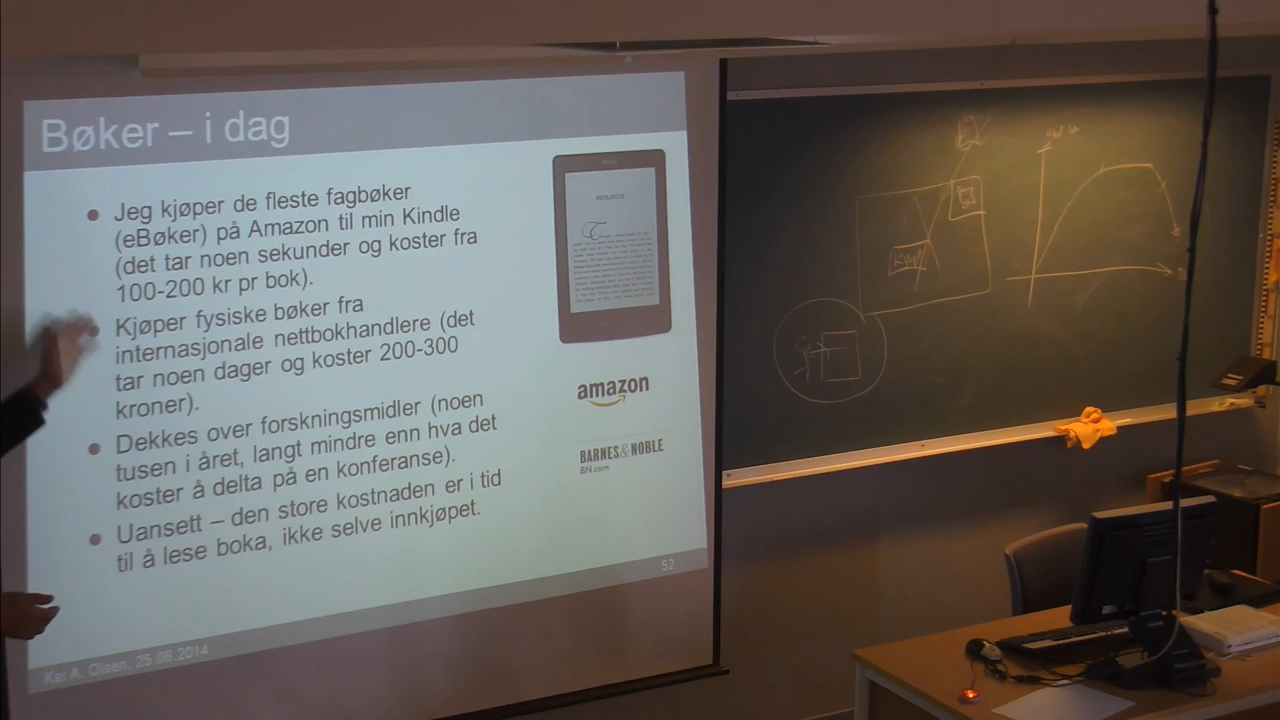 Bøker – i dag
Jeg kjøper de fleste fagbøker
(eBøker) på Amazon til min Kindle
(det tar noen sekunder og koster fra
100-200 kr pr bok).
Kjøper fysiske bøker fra
internasjonale nettbokhandlere (det
tar noen dager og koster 200-300
kroner).
Dekkes over forskningsmidler (noen
tusen i året, langt mindre enn hva det
koster å delta på en konferanse).
Uansett – den store kostnaden er i tid
til å lese boka, ikke selve innkjøpet.
PROLOGUE
amazon
BARNES&NOBLE
BN.com
52
Kai A. Olsen, 25.08.2014